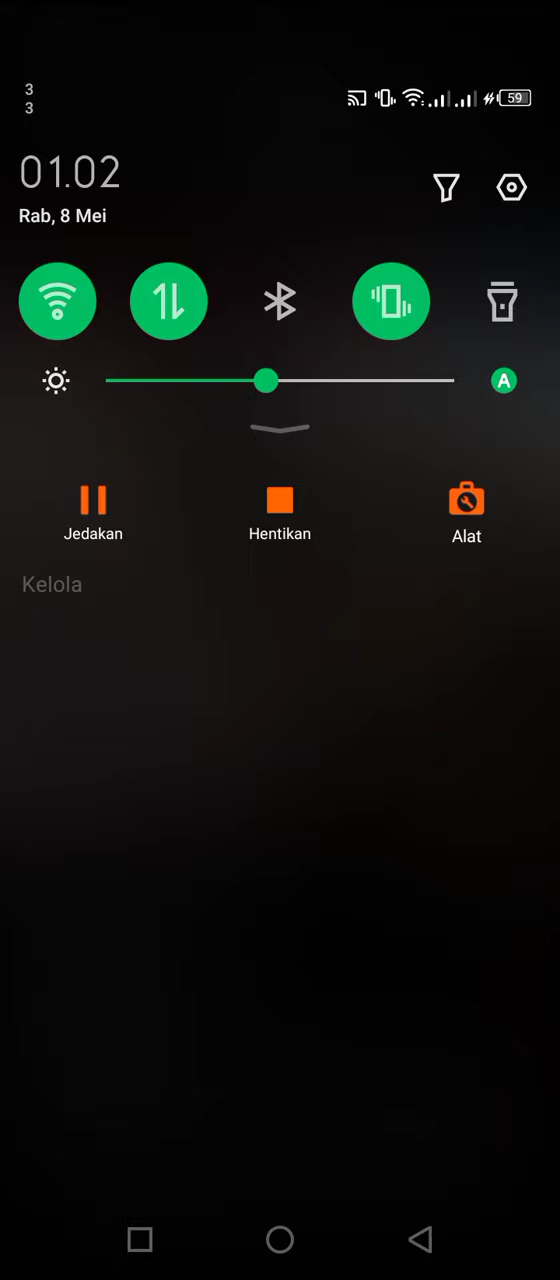 3
3
59
01.02
Rab, 8 Mei
A
Jedakan
Hentikan
Alat
Kelola